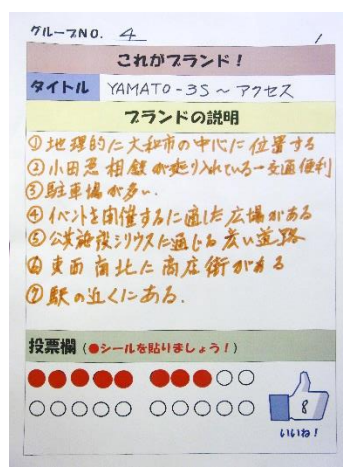 グループNO. 4
これがブランド!
タイトル YAMATO-3S~アクセス
ブランドの説明
①地理的に大和市の中心に位置する
②小田急 相鉄が乗り入れている→交通便利
③駐車場が多い.
④イベントを開催するに適した広場がある
⑤公共施設シリウスに通じる広い道路
⑥東西南北に商店街がある
⑦駅の近くにある.
投票欄(●シールを貼りましょう!)
8
いいね!